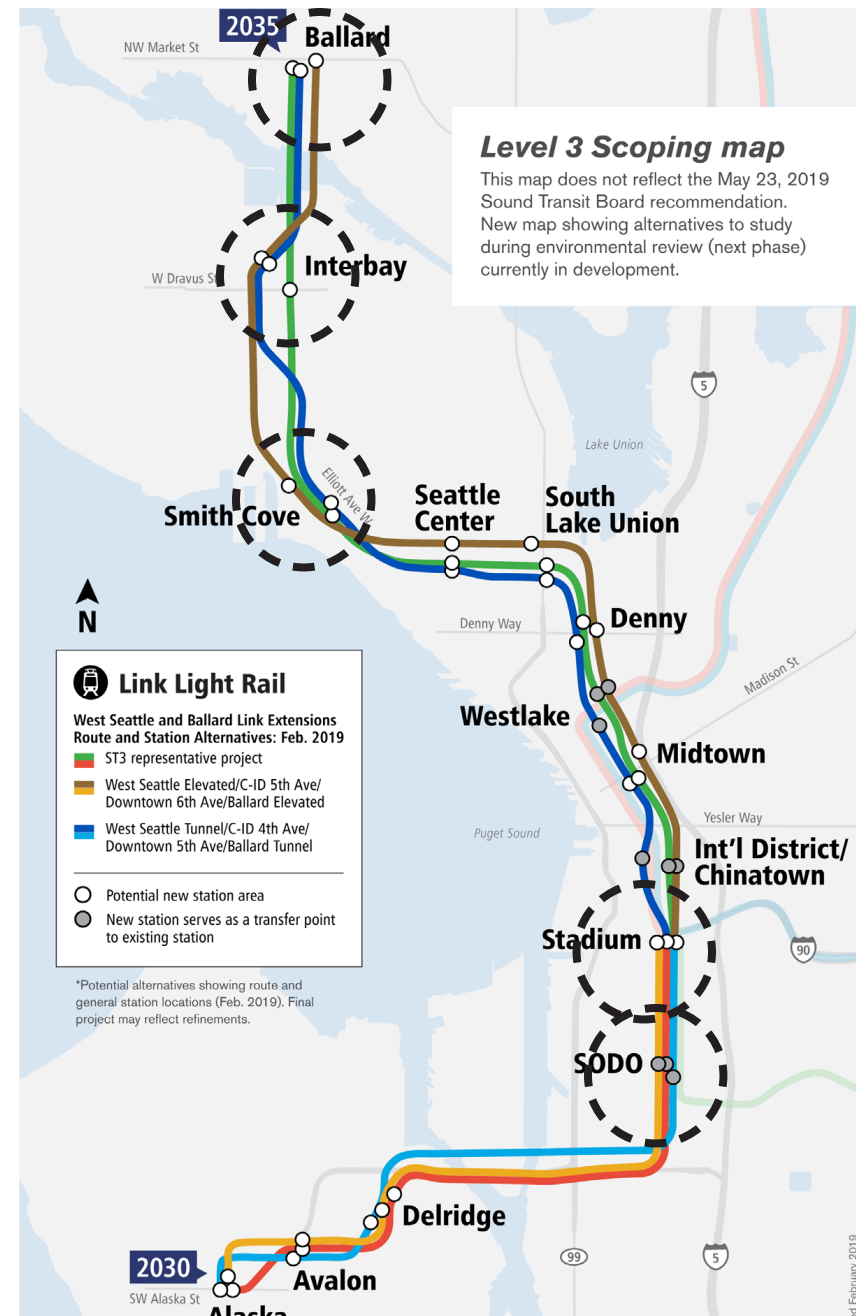 2035
Ballard
NW Market St
Level 3 Scoping map
This map does not reflect the May 23, 2019
Sound Transit Board recommendation.
New map showing alternatives to study
during environmental review (next phase)
currently in development.
Interbay
W Dravus St
5
Lake Union
Elliott Ave W
Smith Cove
Seattle
Center
South
Lake Union
N
Denny Way
Denny
Madison St
Link Light Rail
West Seattle and Ballard Link Extensions
Route and Station Alternatives: Feb. 2019
ST3 representative project
West Seattle Elevated/C-ID 5th Ave/
Downtown 6th Ave/Ballard Elevated
West Seattle Tunnel/C-ID 4th Ave/
Downtown 5th Ave/Ballard Tunnel
Potential new station area
New station serves as a transfer point
to existing station
*Potential alternatives showing route and
general station locations (Feb. 2019). Final
project may reflect refinements.
Westlake
Midtown
Yesler Way
Puget Sound
Int'l District/
Chinatown
Stadium
90
SODO
Delridge
99
5
2030
Avalon
SW Alaska St
Alaska
February 2019